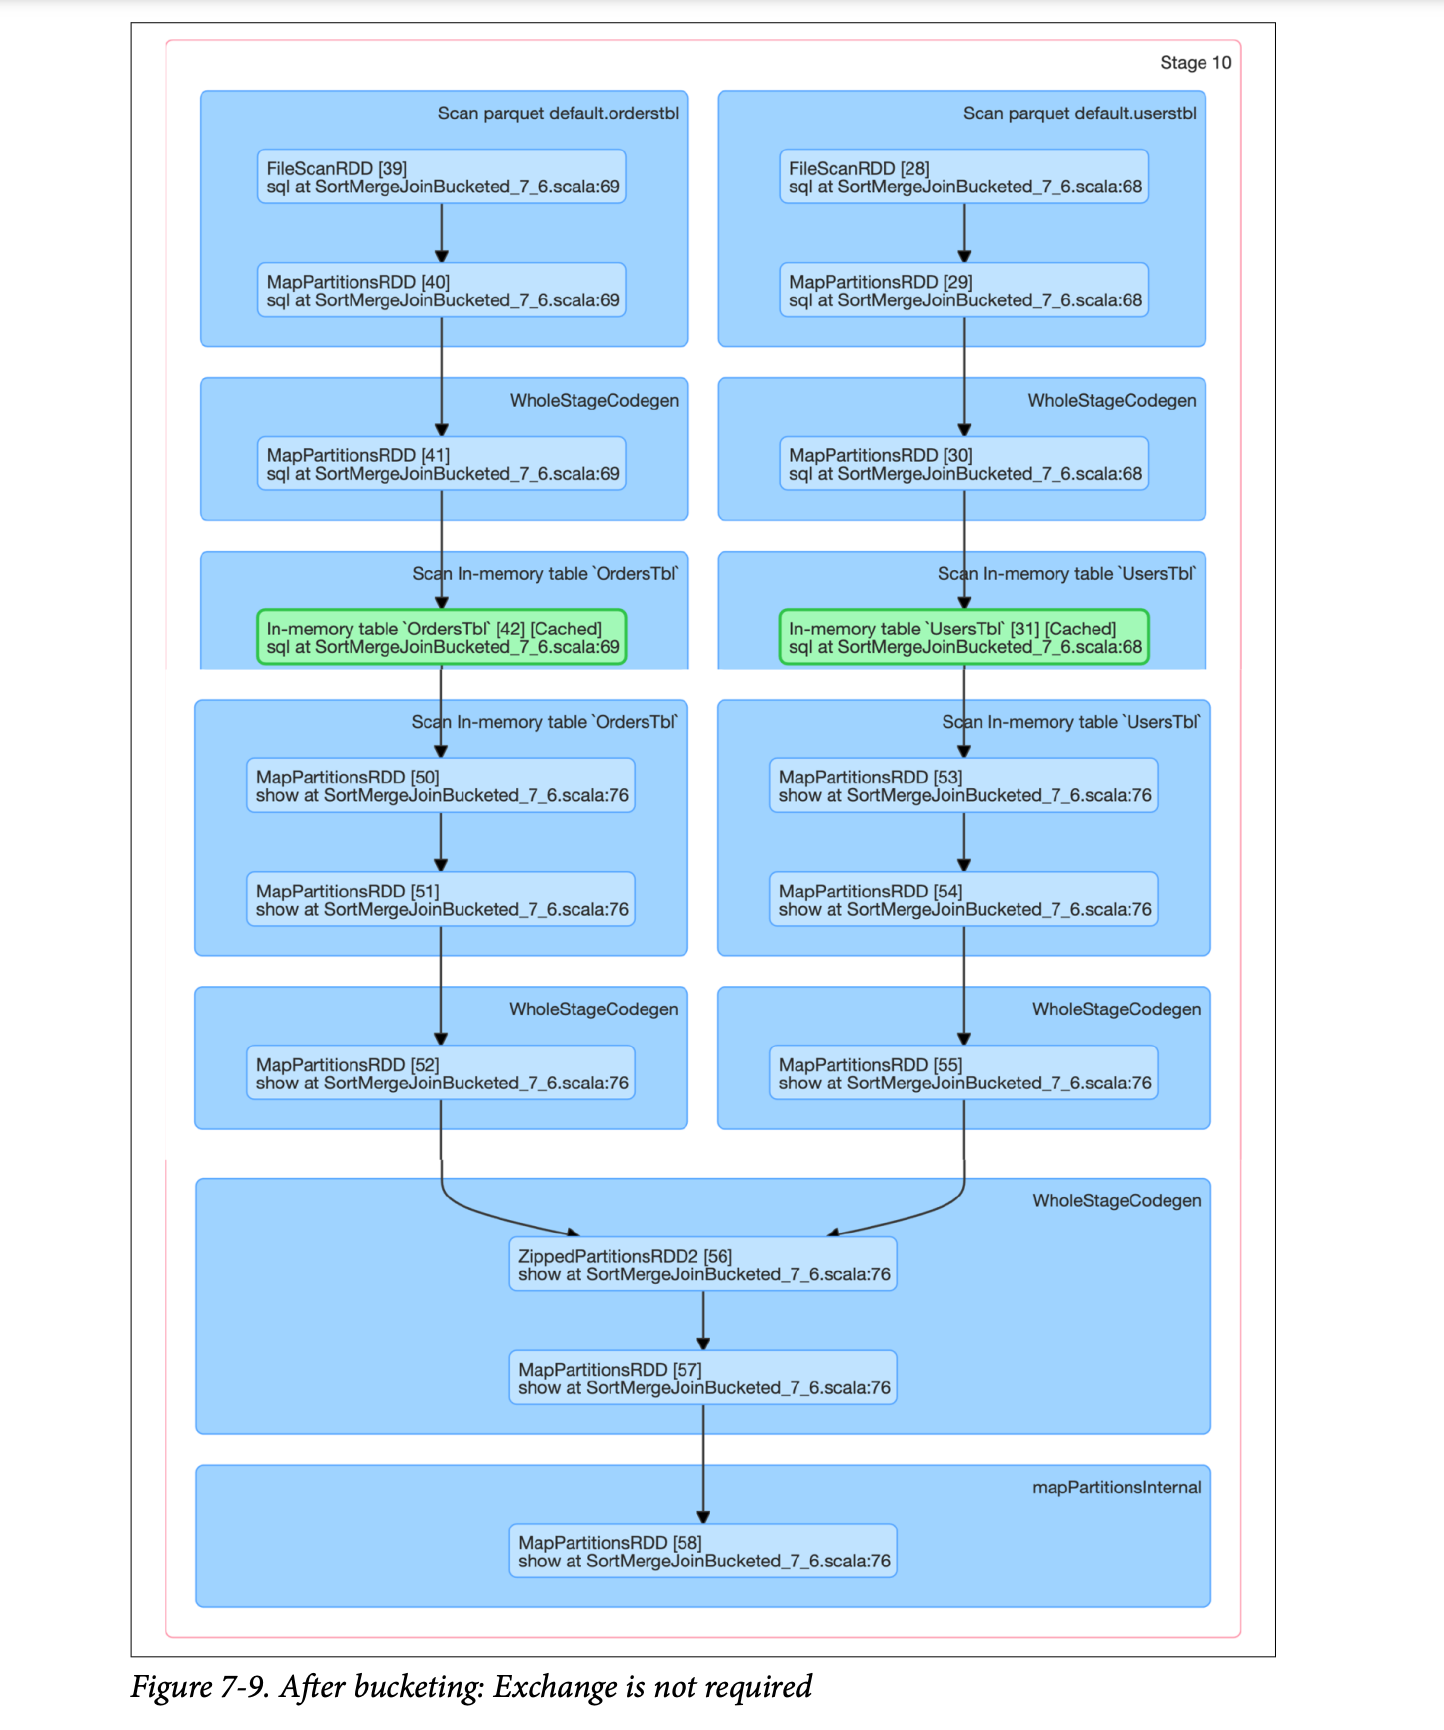 Stage 10
Scan parquet default.orderstbl
FileScanRDD [39]
sql at SortMergeJoinBucketed_7_6.scala:69
MapPartitionsRDD [40]
sql at SortMergeJoinBucketed_7_6.scala:69
WholeStageCodegen
MapPartitionsRDD [41]
sql at SortMergeJoinBucketed_7_6.scala:69
Scan In-memory table `OrdersTbl`
In-memory table `OrdersTbl` [42] [Cached]
sql at SortMergeJoinBucketed_7_6.scala:69
Scan In-memory table `OrdersTbl`
MapPartitionsRDD [50]
show at SortMergeJoinBucketed_7_6.scala:76
MapPartitionsRDD [51]
show at SortMergeJoinBucketed_7_6.scala:76
WholeStageCodegen
MapPartitionsRDD [52]
show at SortMergeJoinBucketed_7_6.scala:76
Scan parquet default.userstbl
FileScanRDD [28]
sql at SortMergeJoinBucketed_7_6.scala:68
MapPartitionsRDD [29]
sql at SortMergeJoinBucketed_7_6.scala:68
WholeStageCodegen
MapPartitionsRDD [30]
sql at SortMergeJoinBucketed_7_6.scala:68
Scan In-memory table `UsersTbl`
In-memory table `UsersTbl` [31] [Cached]
sql at SortMergeJoinBucketed_7_6.scala:68
Scan In-memory table `UsersTbl`
MapPartitionsRDD [53]
show at SortMergeJoinBucketed_7_6.scala:76
MapPartitionsRDD [54]
show at SortMergeJoinBucketed_7_6.scala:76
WholeStageCodegen
MapPartitionsRDD [55]
show at SortMergeJoinBucketed_7_6.scala:76
WholeStageCodegen
ZippedPartitionsRDD2 [56]
show at SortMergeJoinBucketed_7_6.scala:76
MapPartitionsRDD [57]
show at SortMergeJoinBucketed_7_6.scala:76
mapPartitionsInternal
MapPartitionsRDD [58]
show at SortMergeJoinBucketed_7_6.scala:76
Figure 7-9. After bucketing: Exchange is not required